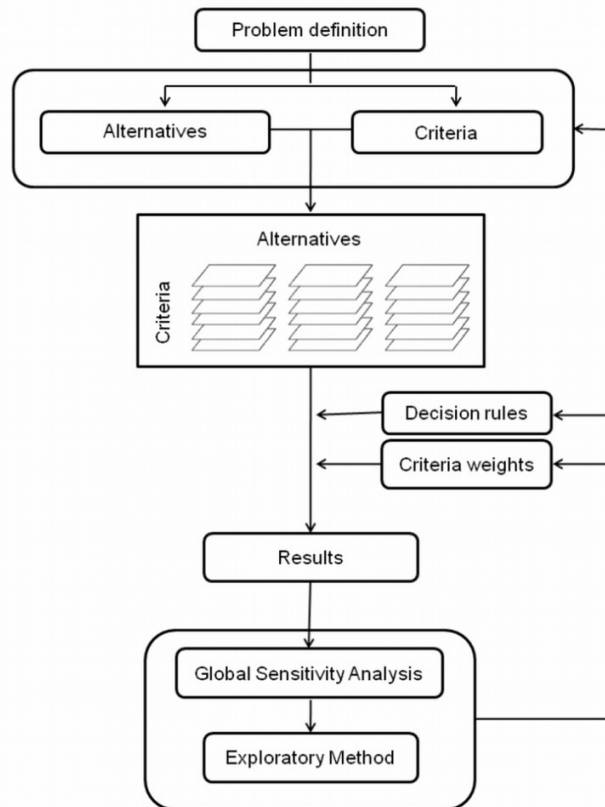 Problem definition
Alternatives
Criteria
Alternatives
Criteria
Decision rules
Criteria weights
Results
Global Sensitivity Analysis
Exploratory Method